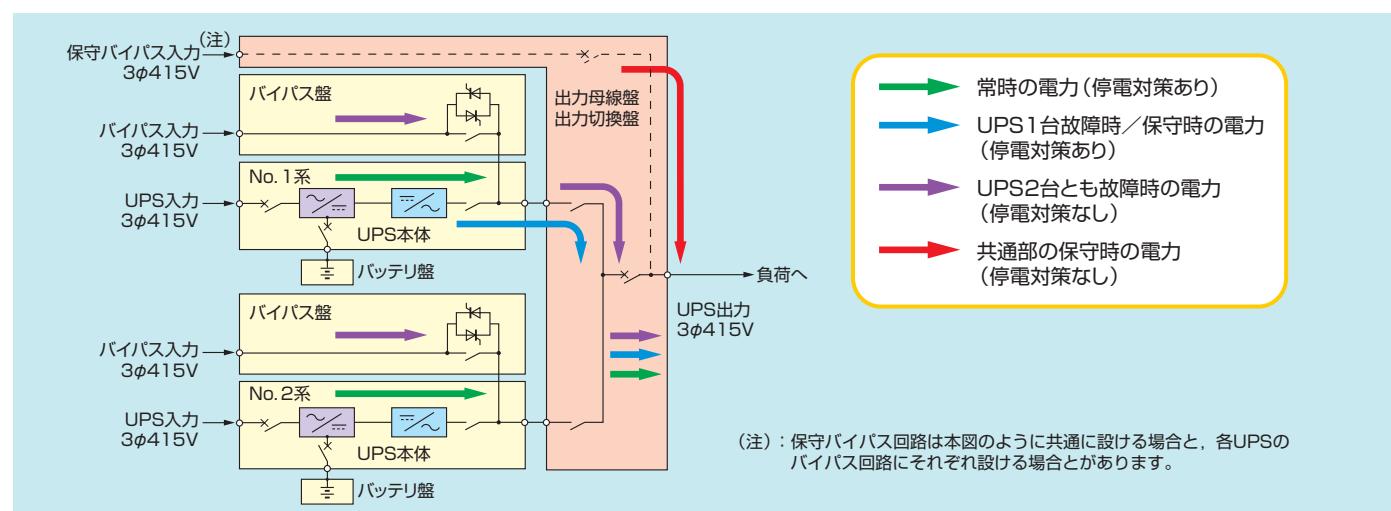 (注)
保守バイパス入力
3φ415V
バイパス盤
バイパス入力
3φ415V
No.1系
UPS入力
3φ415V
UPS本体
バッテリ盤
出力母線盤
出力切換盤
負荷へ
UPS出力
3φ415V
バイパス盤
バイパス入力
3φ415V
No.2系
UPS入力
3φ415V
UPS本体
バッテリ盤
常時の電力(停電対策あり)
UPS1台故障時/保守時の電力
(停電対策あり)
UPS2台とも故障時の電力
(停電対策なし)
共通部の保守時の電力
(停電対策なし)
(注):保守バイパス回路は本図のように共通に設ける場合と,各UPSの
バイパス回路にそれぞれ設ける場合とがあります。